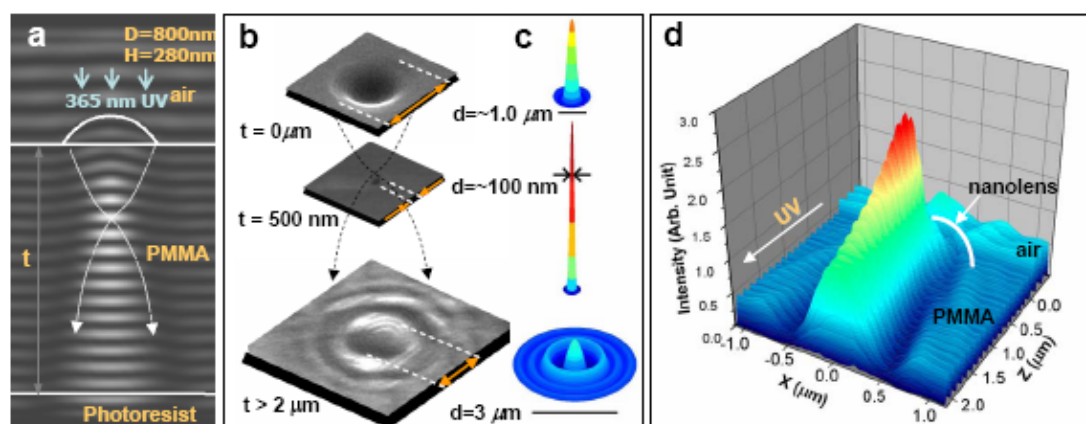 a
D=800nm
H=280nm
365 nm UV
air
t
PMMA
Photoresist
b
t = 0μm
t = 500 nm
t > 2 μm
c
d=~1.0 μm
d=~100 nm
d=3 μm
d
Intensity (Arb. Unit)
3.0
2.5
2.0
1.5
1.0
0.5
0.0
UV
nanolens
air
PMMA
-1.0
-0.5
0.0
0.5
1.0
X (μm)
0.0
0.5
1.0
1.5
2.0
Z (μm)